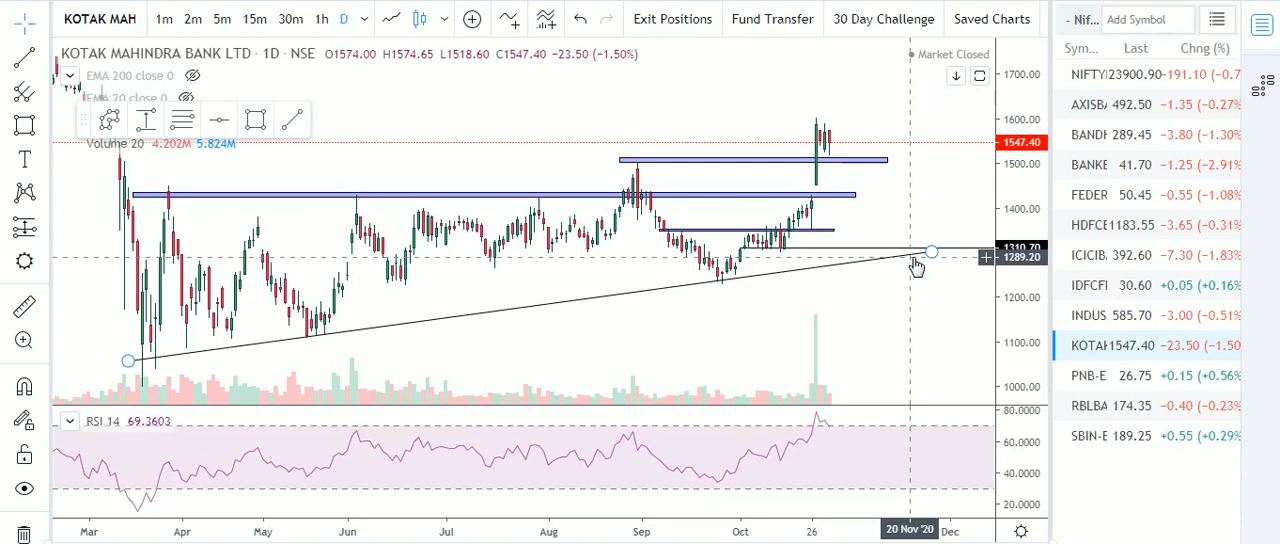 KOTAK MAH 1m 2m 5m 15m 30m 1h D Exit Positions Fund Transfer 30 Day Challenge Saved Charts
- Nif... Add Symbol
KOTAK MAHINDRA BANK LTD · 1D · NSE O1574.00 H1574.65 L1518.60 C1547.40 -23.50 (-1.50%)
Market Closed
Sym... Last Chng (%)
EMA 200 close 0
EMA 20 close 0
Volume 20 4.202M 5.824M
1700.00
1600.00
1547.40
1500.00
1400.00
1310.70
1289.20
1200.00
1100.00
1000.00
NIFTY 23900.90 -191.10 (-0.7
AXISBA 492.50 -1.35 (-0.27%
BANDH 289.45 -3.80 (-1.30%
BANKE 41.70 -1.25 (-2.91%
FEDER 50.45 -0.55 (-1.08%
HDFCE 1183.55 -3.65 (-0.31%
ICICIB. 392.60 -7.30 (-1.83%
IDFCFI 30.60 +0.05 (+0.16%
INDUS 585.70 -3.00 (-0.51%
KOTAK 1547.40 -23.50 (-1.50
PNB-E 26.75 +0.15 (+0.56%
RBLBA 174.35 -0.40 (-0.23%
SBIN-E 189.25 +0.55 (+0.29%
RSI 14 69.3603
80.0000
60.0000
40.0000
20.0000
Mar Apr May Jun Jul Aug Sep Oct 26 20 Nov '20 Dec